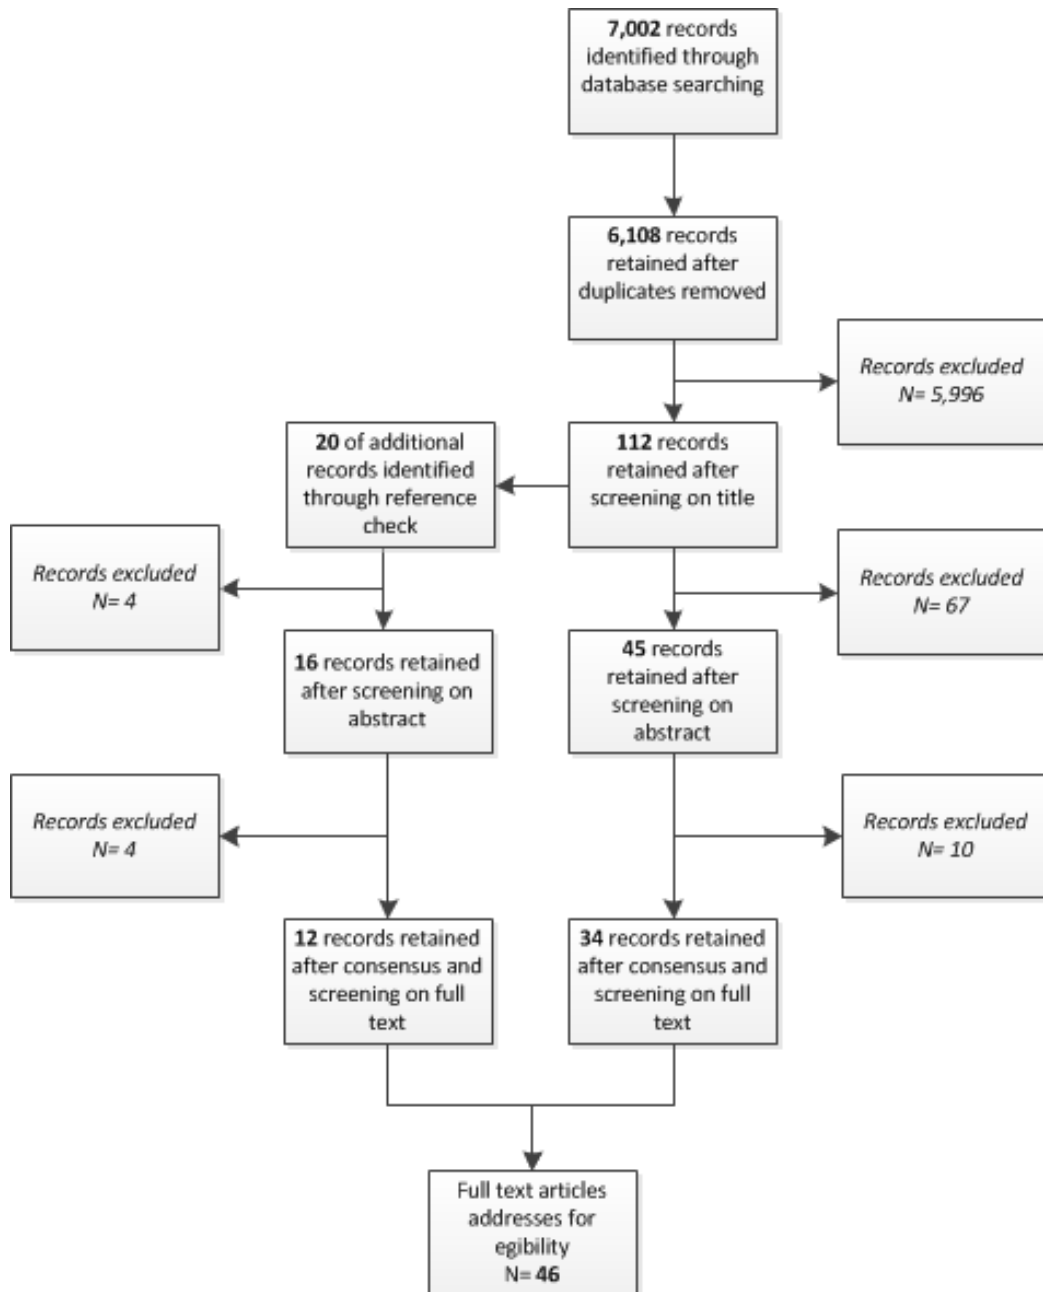 7,002 records
identified through
database searching
6,108 records
retained after
duplicates removed
Records excluded
N= 5,996
20 of additional
records identified
through reference
check
112 records
retained after
screening on title
Records excluded
N= 4
Records excluded
N= 67
16 records retained
after screening on
abstract
45 records
retained after
screening on
abstract
Records excluded
N= 4
Records excluded
N= 10
12 records retained
after consensus and
screening on full
text
34 records retained
after consensus and
screening on full
text
Full text articles
addresses for
egibility
N= 46